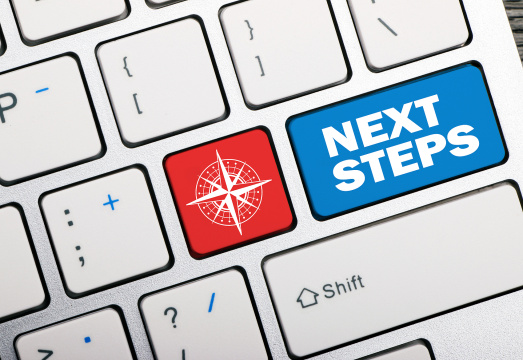 {
[
}
]
\
P -
NEXT
STEPS
: +
;
Shift
? /
>